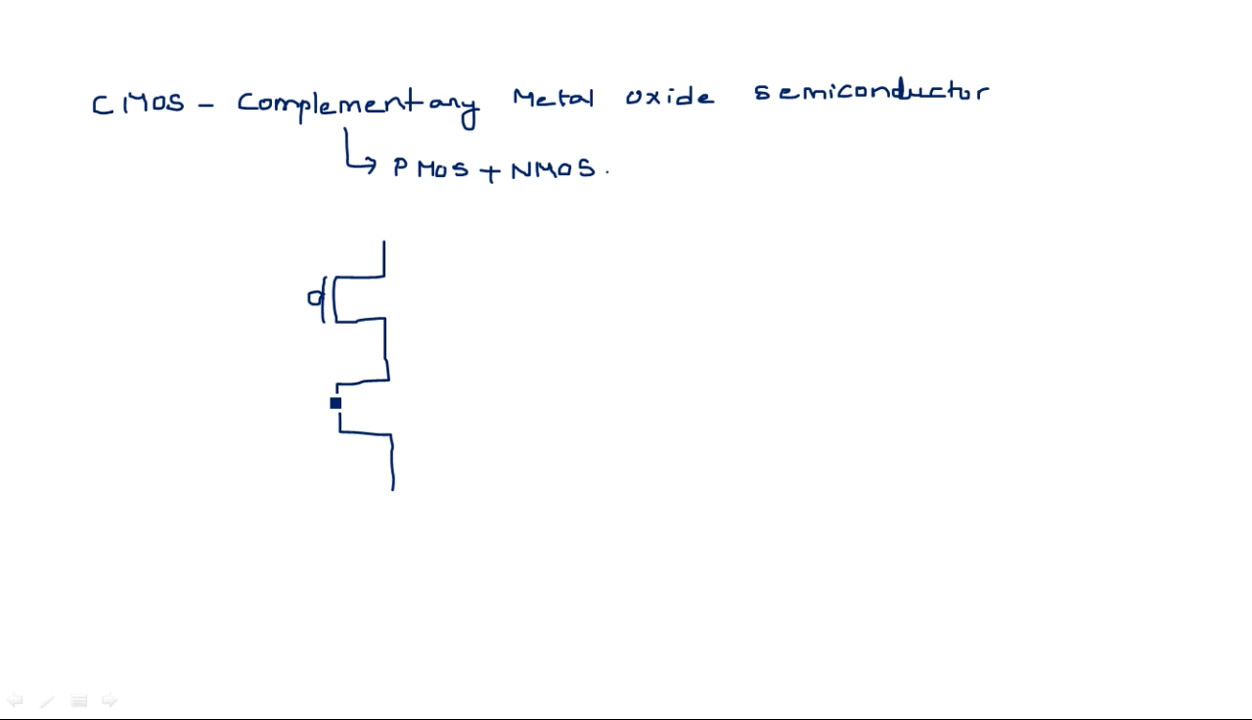 CMOS - Complementary Metal oxide semiconductor
PMOS + NMOS.